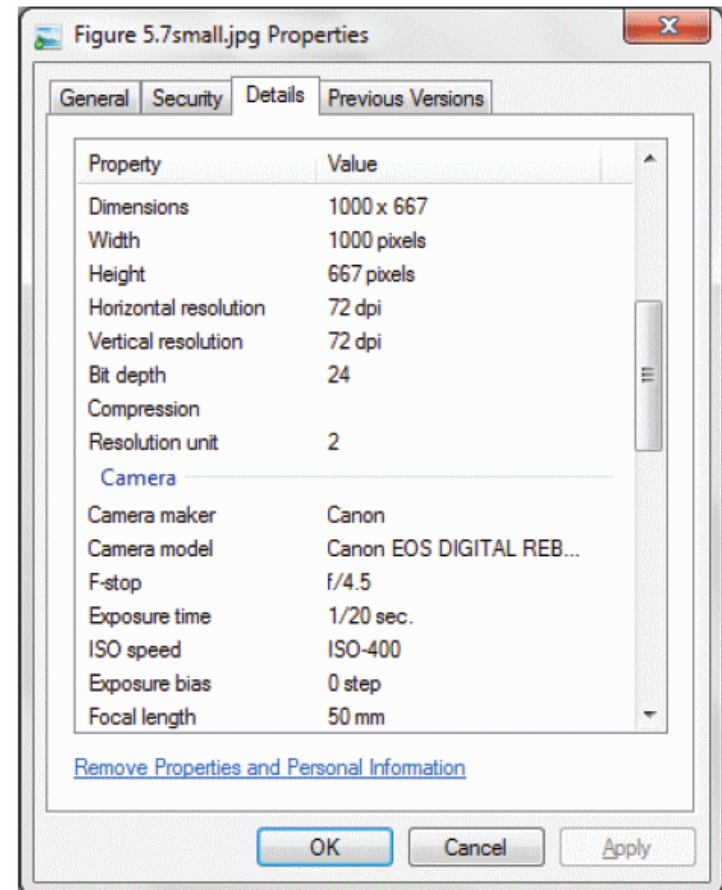 Figure 5.7small.jpg Properties
General Security Details Previous Versions
Property Value
Dimensions 1000 x 667
Width 1000 pixels
Height 667 pixels
Horizontal resolution 72 dpi
Vertical resolution 72 dpi
Bit depth 24
Compression
Resolution unit 2
Camera
Camera maker Canon
Camera model Canon EOS DIGITAL REB...
F-stop f/4.5
Exposure time 1/20 sec.
ISO speed ISO-400
Exposure bias 0 step
Focal length 50 mm
Remove Properties and Personal Information
OK Cancel Apply